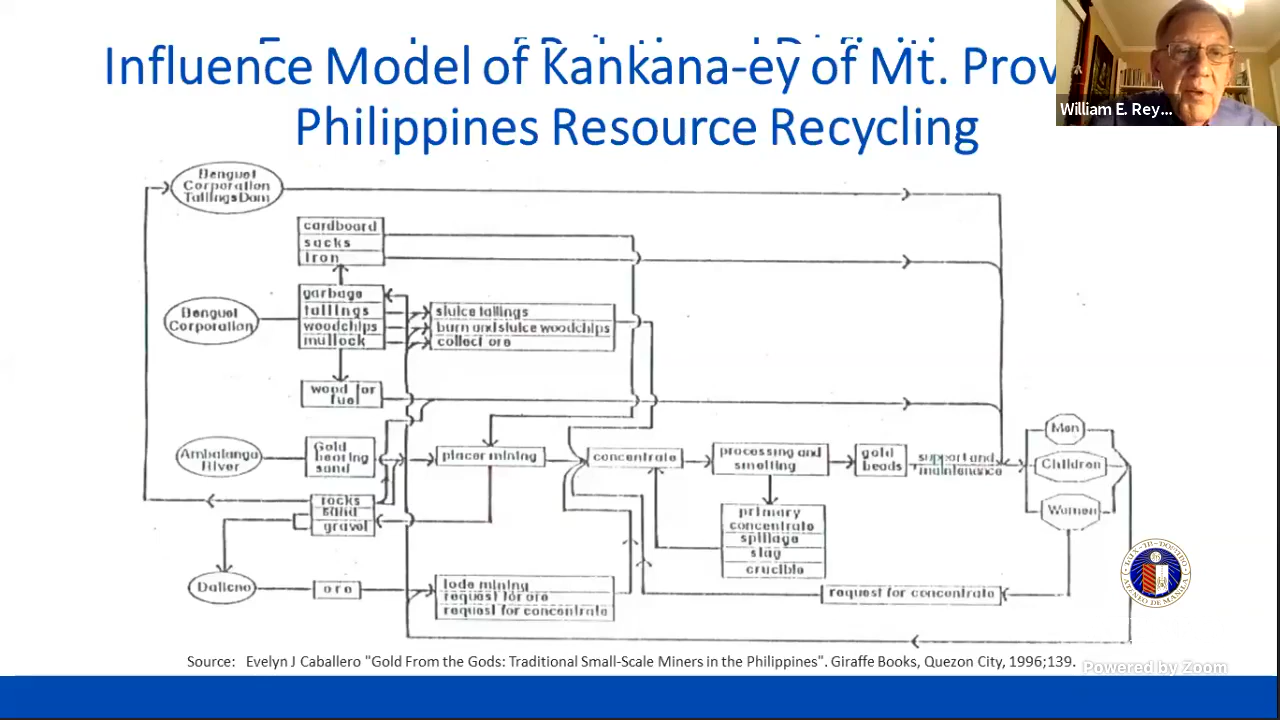 Influence Model of Kankana-ey of Mt. Prov
Philippines Resource Recycling
William E. Rey...
Benguet
Corporation
Tailings Dam
cardboard
sacks
iron
garbage
tailings
woodchips
mullock
Benguet
Corporation
sluice tailings
burn and sluice woodchips
collect ore
wood for
fuel
Ambalanga
River
Gold
bearing
sand
placer mining
concentrate
processing and
smelting
gold
beads
support and
maintenance
Men
Children
Women
rocks
sand
gravel
primary
concentrate
spillage
slag
crucible
Dalicno
ore
lode mining
request for ore
request for concentrate
request for concentrate
Source: Evelyn J Caballero "Gold From the Gods: Traditional Small-Scale Miners in the Philippines". Giraffe Books, Quezon City, 1996;139.
Powered by Zoom